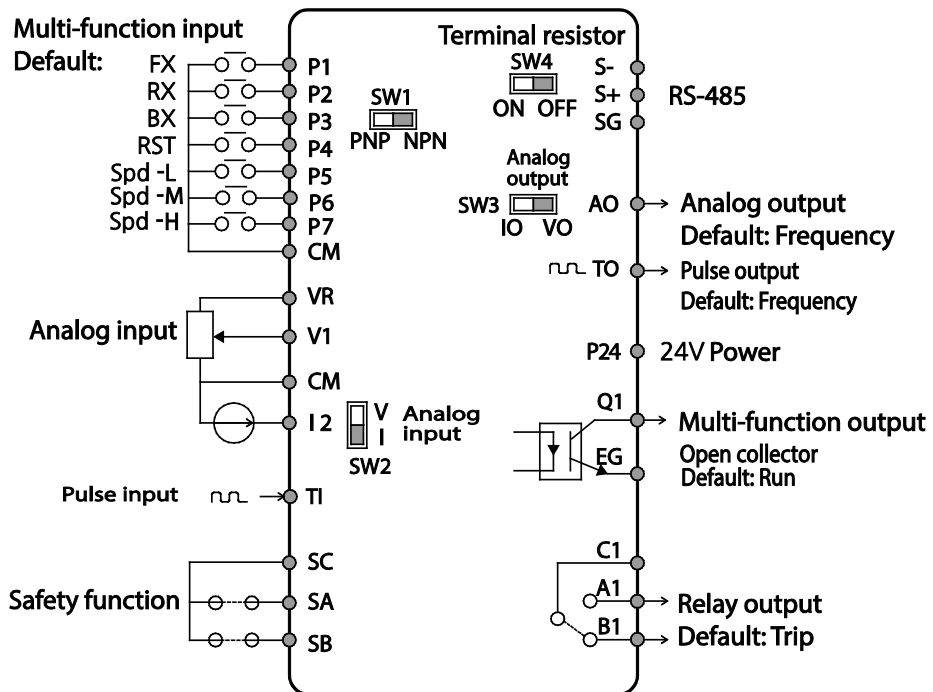 Multi-function input
Default:
FX
RX
BX
RST
Spd -L
Spd -M
Spd -H
P1
P2
P3
P4
P5
P6
P7
CM
SW1
PNP NPN
Analog input
VR
V1
CM
I 2
V
I
SW2
Analog
input
Pulse input
TI
Safety function
SC
SA
SB
Terminal resistor
SW4
ON OFF
S-
S+
SG
RS-485
Analog
output
SW3
IO VO
AO
Analog output
Default: Frequency
TO
Pulse output
Default: Frequency
P24
24V Power
Q1
EG
Multi-function output
Open collector
Default: Run
C1
A1
B1
Relay output
Default: Trip